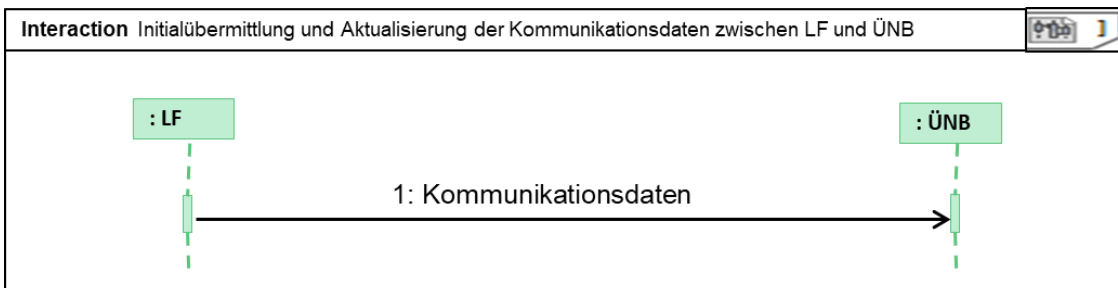 Interaction Initialübermittlung und Aktualisierung der Kommunikationsdaten zwischen LF und ÜNB
: LF
: ÜNB
1: Kommunikationsdaten